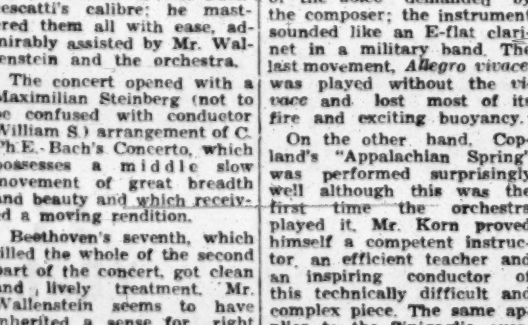 escatti's calibre: he mast-
ered them all with ease, ad-
mirably assisted by Mr. Wal-
lenstein and the orchestra.
The concert opened with a
Maximilian Steinberg (not to
be confused with conductor
William S.) arrangement of C.
Ph.E.-Bach's Concerto, which
possesses a middle slow
movement of great breadth
and beauty and which receiv-
ed a moving rendition.
Beethoven's seventh, which
filled the whole of the second
part of the concert, got clean
and lively treatment. Mr.
Wallenstein seems to have
inherited a sense for right
the composer; the instrument
sounded like an E-flat clari-
net in a military band. The
last movement, Allegro vivace
was played without the vi-
vace and lost most of its
fire and exciting buoyancy.
On the other hand, Cop-
land's "Appalachian Spring"
was performed surprisingly
well although this was the
first time the orchestra
played it. Mr. Korn proved
himself a competent instruc-
tor, an efficient teacher and
an inspiring conductor of
this technically difficult and
complex piece. The same ap-